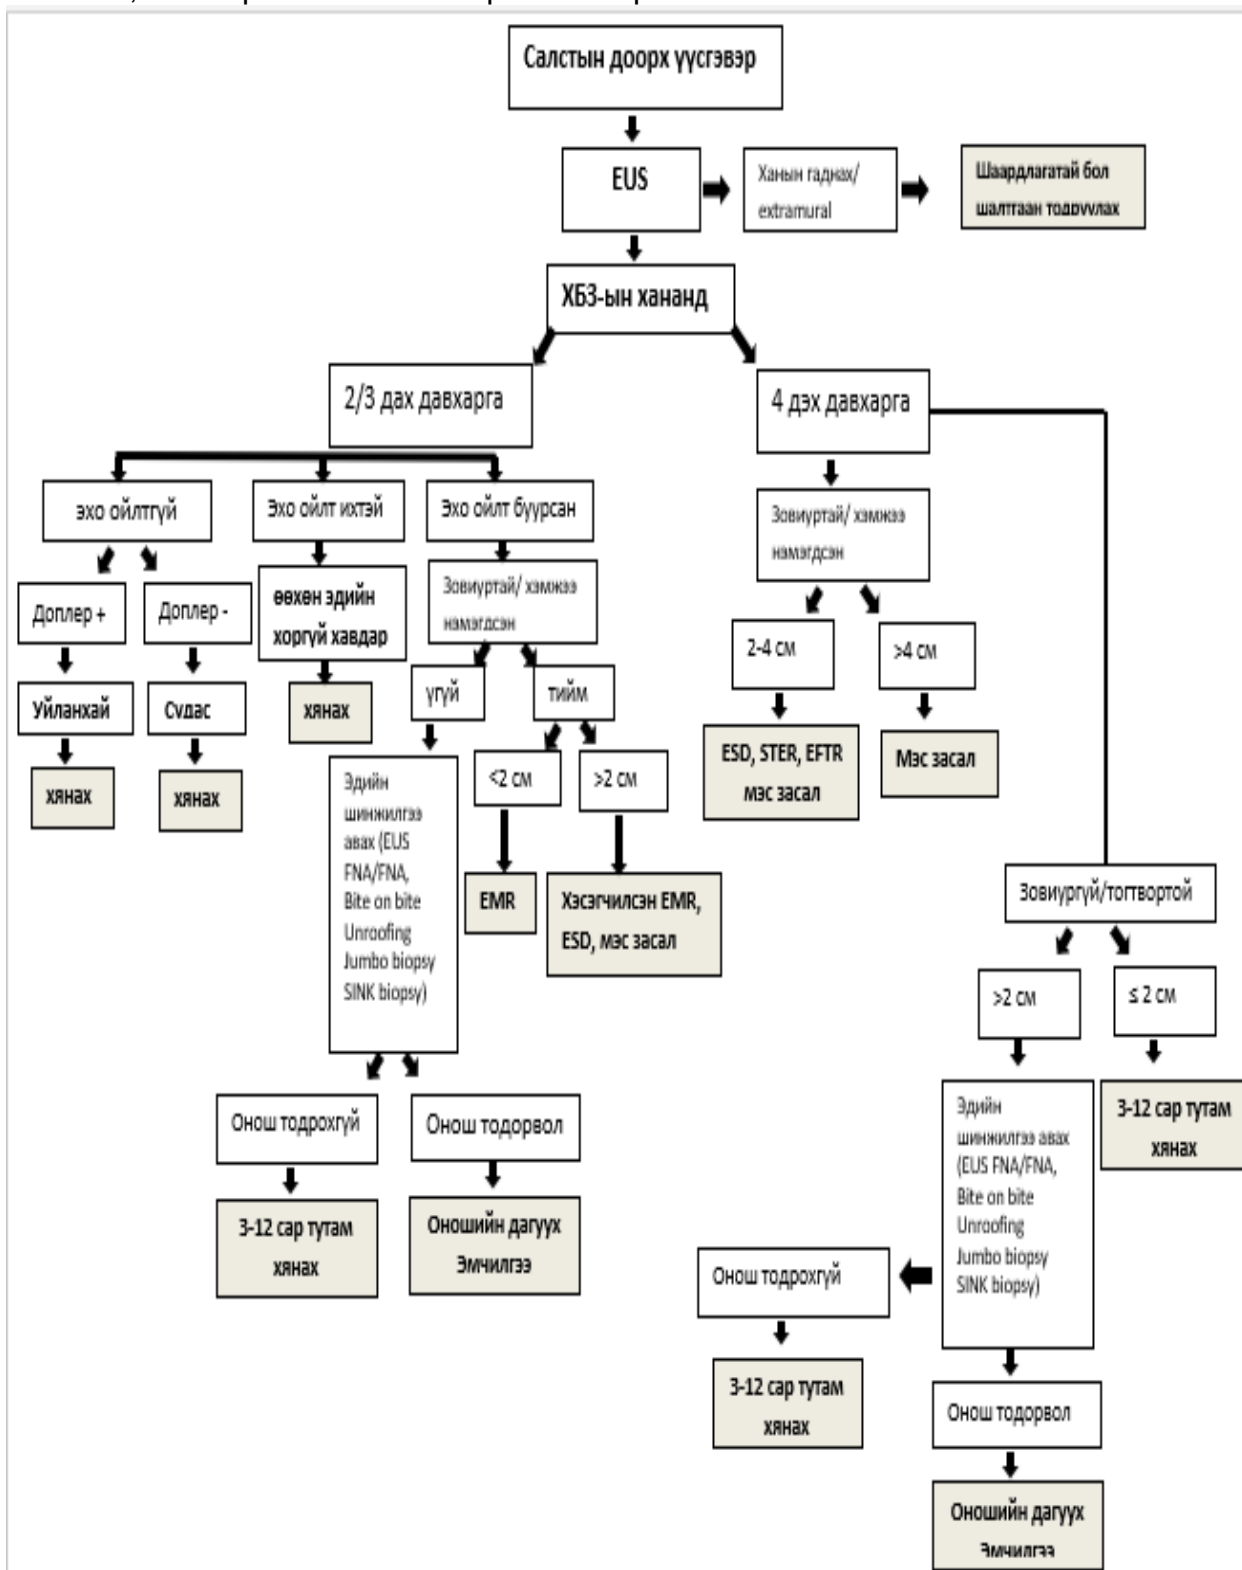 Салстын доорх үүсгэвэр
EUS
Ханын гаднах/
extramural
Шаардлагатай бол
шалтгаан тодруулах
ХБЗ-ын хананд
2/3 дах давхарга
4 дэх давхарга
эхо ойлтгүй
Эхо ойлт ихтэй
Эхо ойлт буурсан
Зовиуртай/ хэмжээ
нэмэгдсэн
Доплер +
Доплер -
өөхөн эдийн
хоргүй хавдар
Зовиуртай/ хэмжээ
нэмэгдсэн
2-4 см
>4 см
Уйланхай
Судас
хянах
үгүй
тийм
ESD, STER, EFTR
мэс засал
Мэс засал
хянах
хянах
Эдийн
шинжилгээ
авах (EUS
FNA/FNA,
Bite on bite
Unroofing
Jumbo biopsy
SINK biopsy)
<2 см
>2 см
EMR
Хэсэгчилсэн EMR,
ESD, мэс засал
Зовиургүй/тогтвортой
>2 см
≤ 2 см
Онош тодрохгүй
Онош тодорвол
3-12 сар тутам
хянах
Оношийн дагуух
Эмчилгээ
Эдийн
шинжилгээ авах
(EUS FNA/FNA,
Bite on bite
Unroofing
Jumbo biopsy
SINK biopsy)
3-12 сар тутам
хянах
Онош тодрохгүй
3-12 сар тутам
хянах
Онош тодорвол
Оношийн дагуух
Эмчилгээ